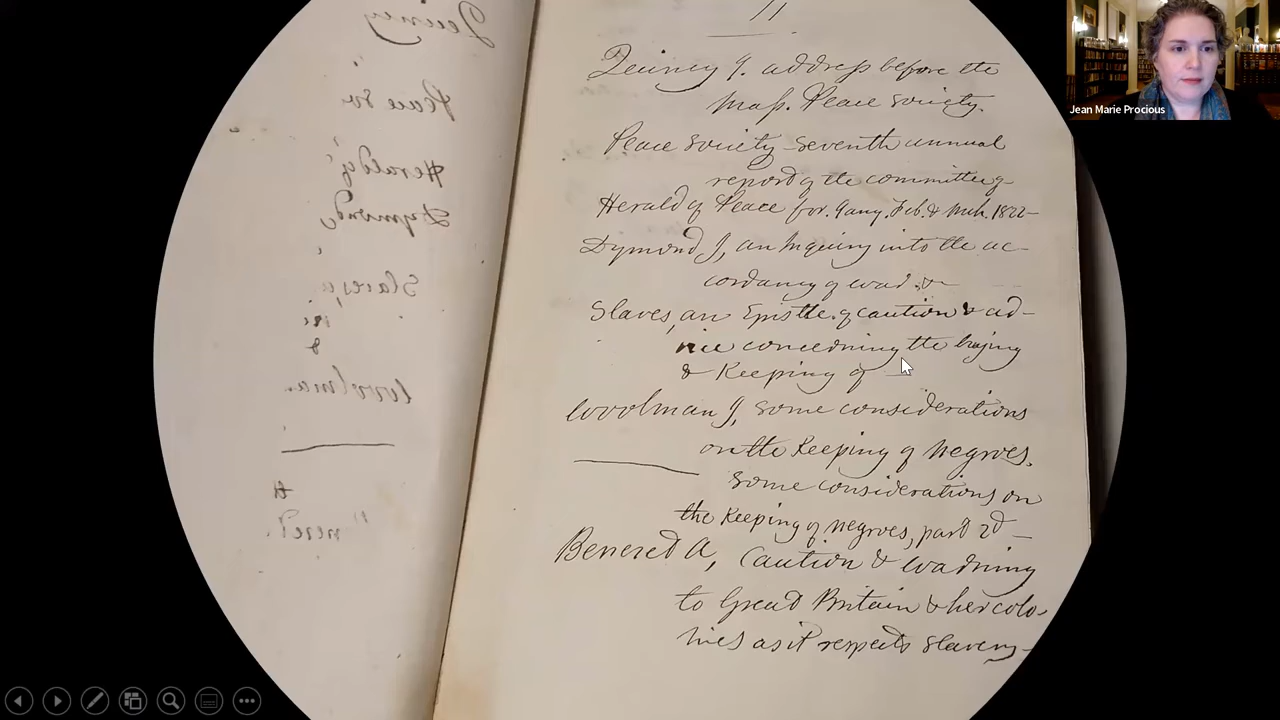 11
Quincy J. address before the
Mass. Peace society.
Peace society seventh annual
report of the committee of
Herald of Peace for. Jany. Feb. & Mch. 1822
Dymond J, an Inquiry into the ac-
cordancy of war. &
Slaves, an Epistle of caution & ad-
vice concerning the buying
& Keeping of
Woolman J, some considerations
on the Keeping of Negroes.
some considerations on
the Keeping of negroes, part 2d
Benezed A, Caution & warning
to Great Britain & her colo-
nies as it respects slavery
Jean Marie Procious